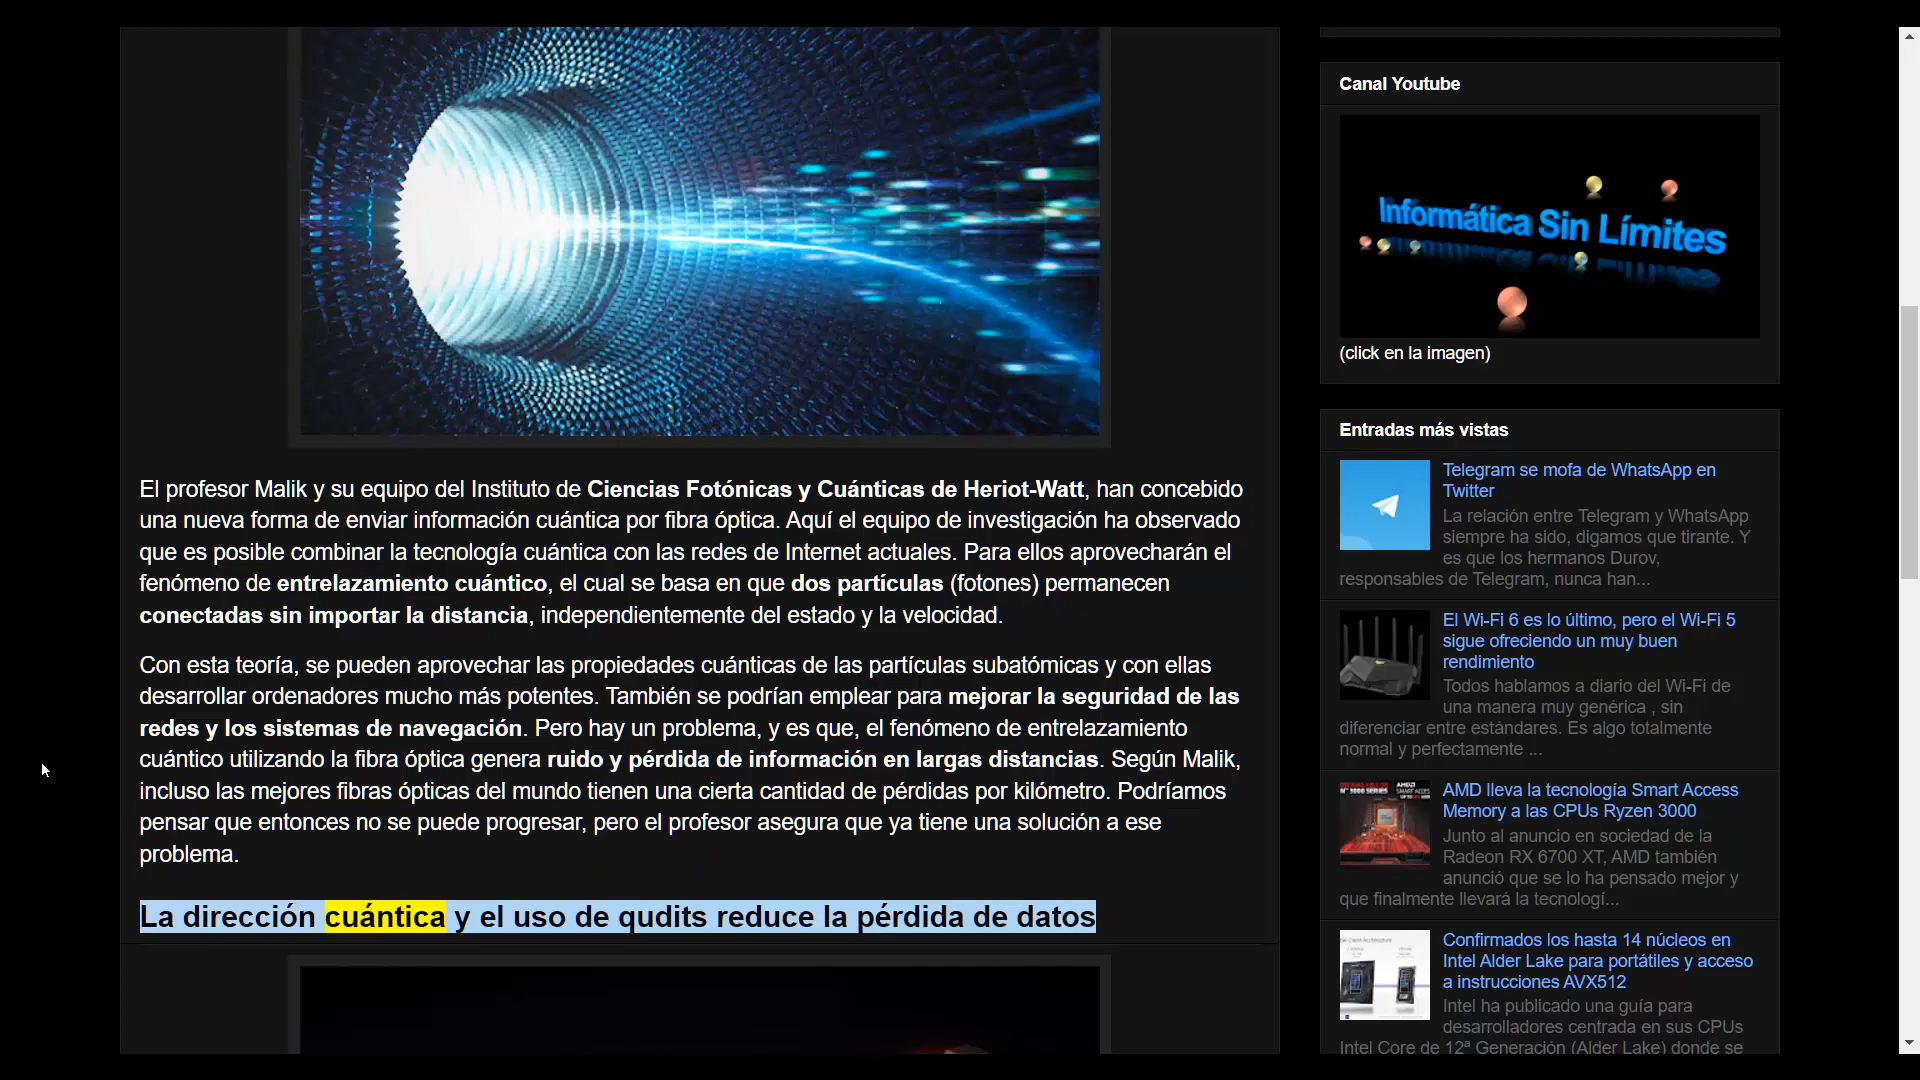 El profesor Malik y su equipo del Instituto de Ciencias Fotónicas y Cuánticas de Heriot-Watt, han concebido
una nueva forma de enviar información cuántica por fibra óptica. Aquí el equipo de investigación ha observado
que es posible combinar la tecnología cuántica con las redes de Internet actuales. Para ellos aprovecharán el
fenómeno de entrelazamiento cuántico, el cual se basa en que dos partículas (fotones) permanecen
conectadas sin importar la distancia, independientemente del estado y la velocidad.
Con esta teoría, se pueden aprovechar las propiedades cuánticas de las partículas subatómicas y con ellas
desarrollar ordenadores mucho más potentes. También se podrían emplear para mejorar la seguridad de las
redes y los sistemas de navegación. Pero hay un problema, y es que, el fenómeno de entrelazamiento
cuántico utilizando la fibra óptica genera ruido y pérdida de información en largas distancias. Según Malik,
incluso las mejores fibras ópticas del mundo tienen una cierta cantidad de pérdidas por kilómetro. Podríamos
pensar que entonces no se puede progresar, pero el profesor asegura que ya tiene una solución a ese
problema.
La dirección cuántica y el uso de qudits reduce la pérdida de datos
Canal Youtube
Informática Sin Límites
(click en la imagen)
Entradas más vistas
Telegram se mofa de WhatsApp en
Twitter
La relación entre Telegram y WhatsApp
siempre ha sido, digamos que tirante. Y
es que los hermanos Durov,
responsables de Telegram, nunca han...
El Wi-Fi 6 es lo último, pero el Wi-Fi 5
sigue ofreciendo un muy buen
rendimiento
Todos hablamos a diario del Wi-Fi de
una manera muy genérica , sin
diferenciar entre estándares. Es algo totalmente
normal y perfectamente ...
AMD lleva la tecnología Smart Access
Memory a las CPUs Ryzen 3000
Junto al anuncio en sociedad de la
Radeon RX 6700 XT, AMD también
anunció que se lo ha pensado mejor y
que finalmente llevará la tecnologí...
Confirmados los hasta 14 núcleos en
Intel Alder Lake para portátiles y acceso
a instrucciones AVX512
Intel ha publicado una guía para
desarrolladores centrada en sus CPUs
Intel Core de 12ª Generación (Alder Lake) donde se